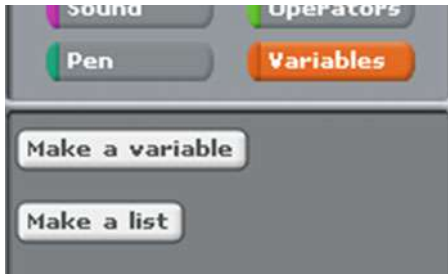 Sound Operators
Pen Variables
Make a variable
Make a list